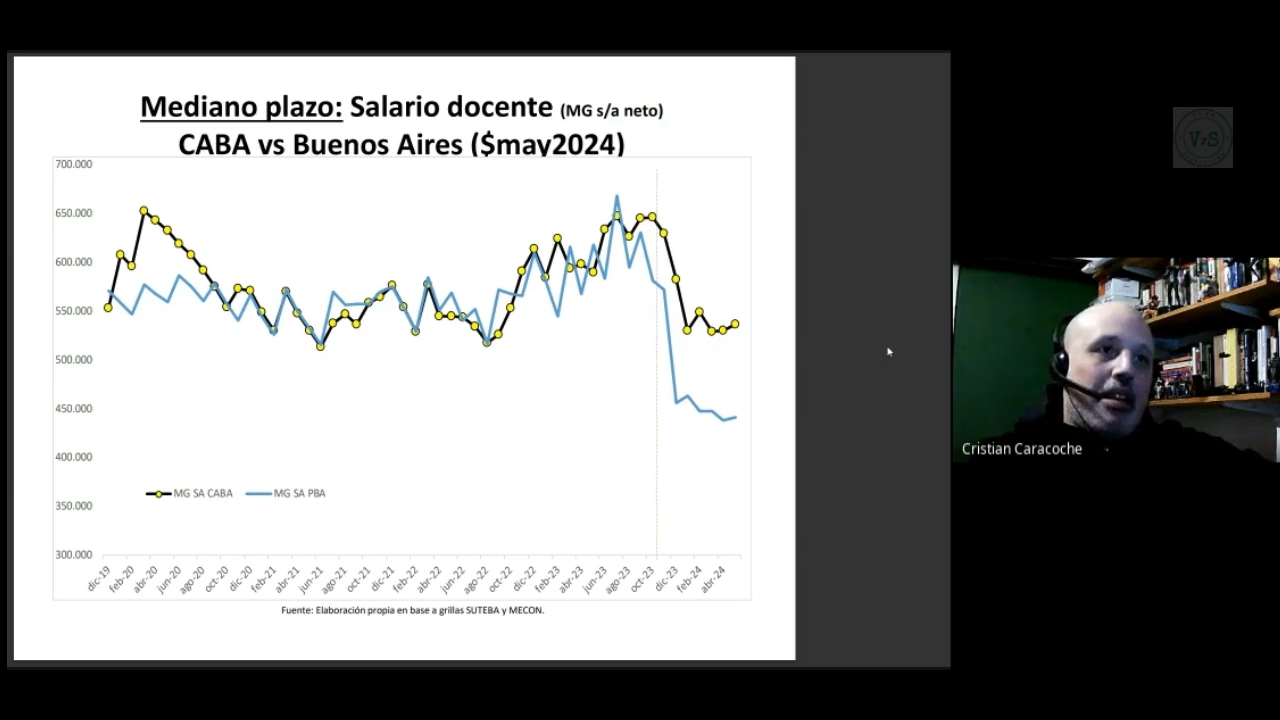 Mediano plazo: Salario docente (MG s/a neto)
CABA vs Buenos Aires ($may2024)
700.000
650.000
600.000
550.000
500.000
450.000
400.000
350.000
300.000
MG SA CABA
MG SA PBA
dic-19
feb-20
abr-20
jun-20
ago-20
oct-20
dic-20
feb-21
abr-21
jun-21
ago-21
oct-21
dic-21
feb-22
abr-22
jun-22
ago-22
oct-22
dic-22
feb-23
abr-23
jun-23
ago-23
oct-23
dic-23
feb-24
abr-24
Fuente: Elaboración propia en base a grillas SUTEBA y MECON.
VyS
Cristian Caracoche